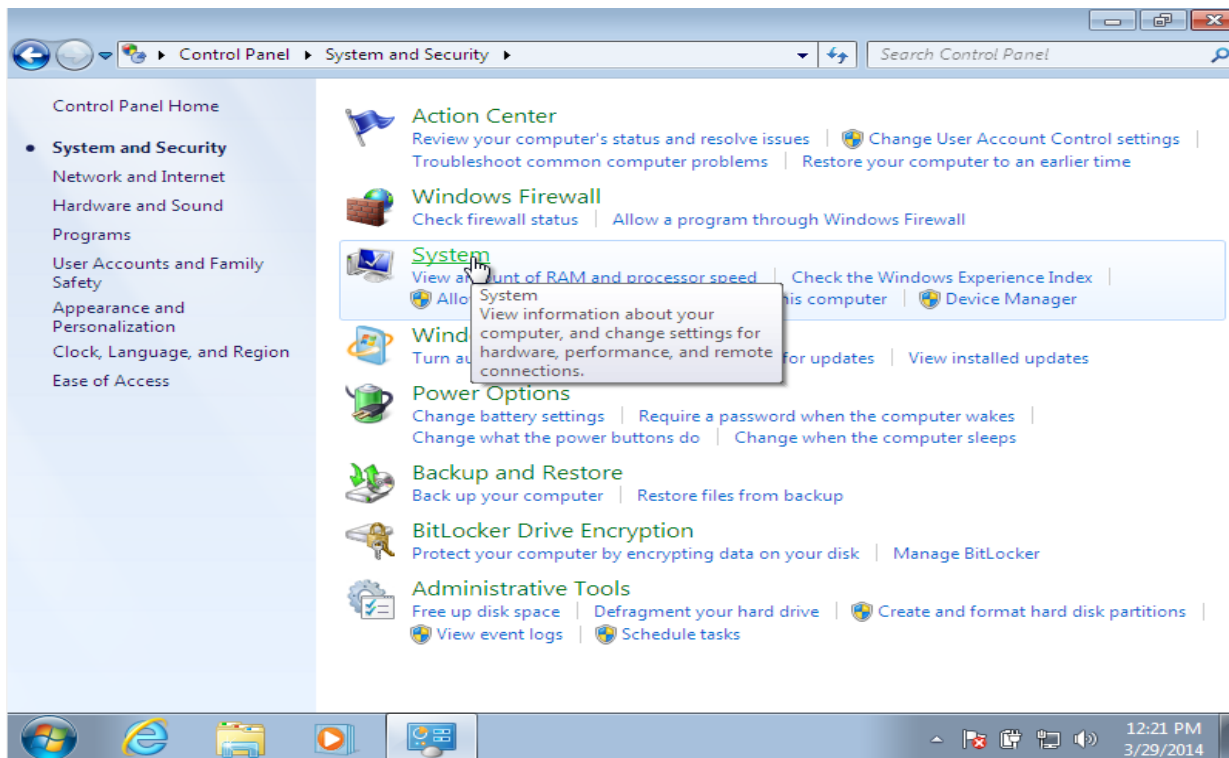 Control Panel System and Security
Search Control Panel
Control Panel Home
System and Security
Network and Internet
Hardware and Sound
Programs
User Accounts and Family
Safety
Appearance and
Personalization
Clock, Language, and Region
Ease of Access
Action Center
Review your computer's status and resolve issues Change User Account Control settings
Troubleshoot common computer problems Restore your computer to an earlier time
Windows Firewall
Check firewall status Allow a program through Windows Firewall
System
View amount of RAM and processor speed Check the Windows Experience Index
computer Device Manager
System
View information about your
computer, and change settings for
hardware, performance, and remote
connections.
Turn for updates View installed updates
Power Options
Change battery settings Require a password when the computer wakes
Change what the power buttons do Change when the computer sleeps
Backup and Restore
Back up your computer Restore files from backup
BitLocker Drive Encryption
Protect your computer by encrypting data on your disk Manage BitLocker
Administrative Tools
Free up disk space Defragment your hard drive Create and format hard disk partitions
View event logs Schedule tasks
12:21 PM
3/29/2014